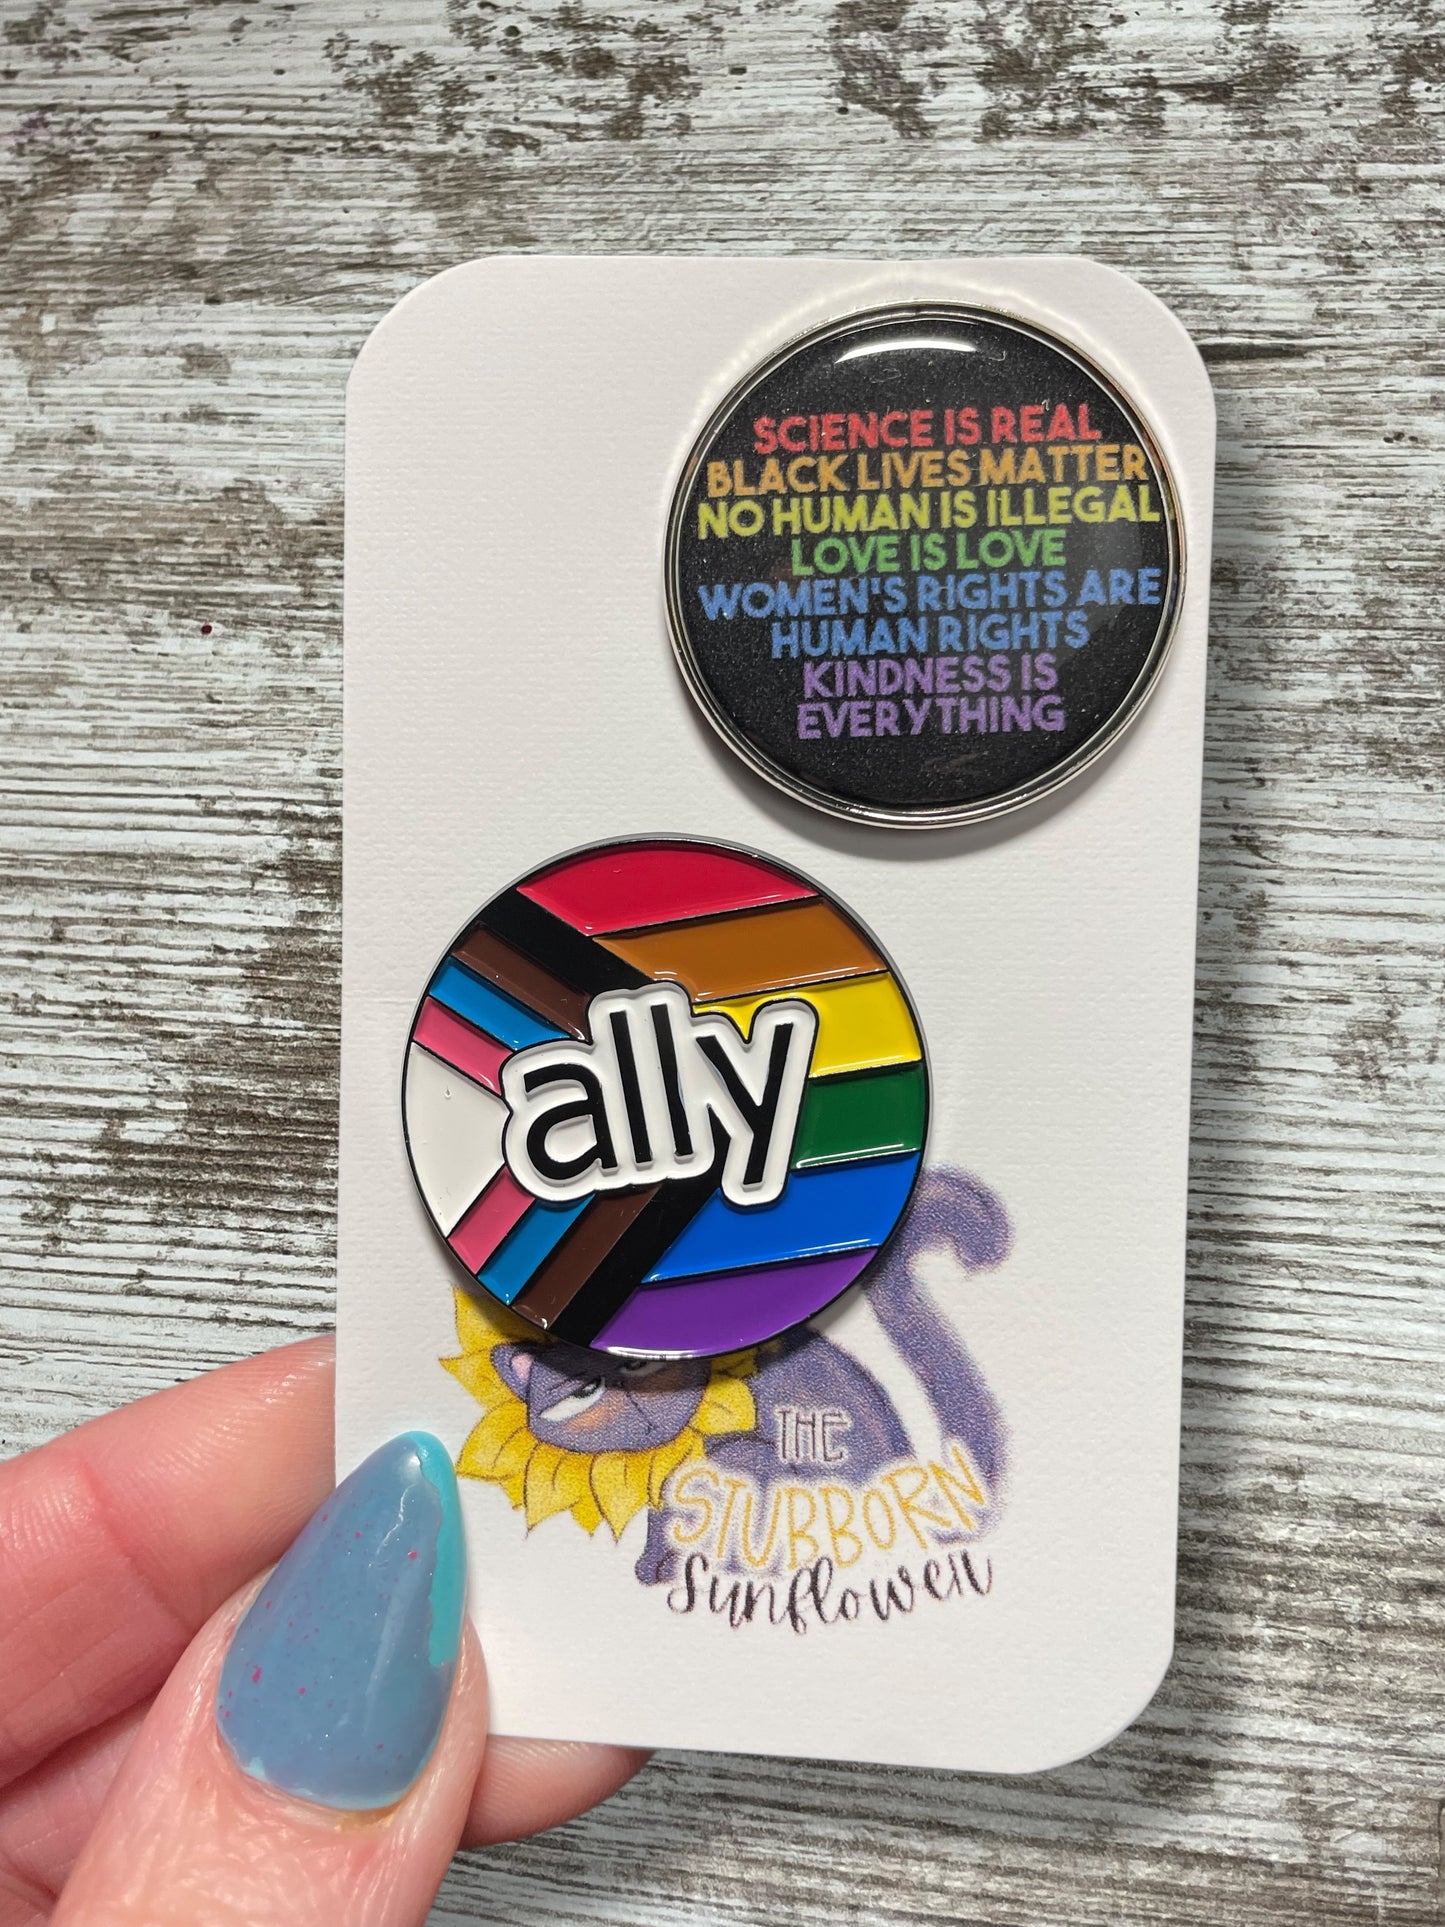 SCIENCE IS REAL
BLACK LIVES MATTER
NO HUMAN IS ILLEGAL
LOVE IS LOVE
WOMEN'S RIGHTS ARE
HUMAN RIGHTS
KINDNESS IS
EVERYTHING
ally
THE
STUBBORN
Sunflower